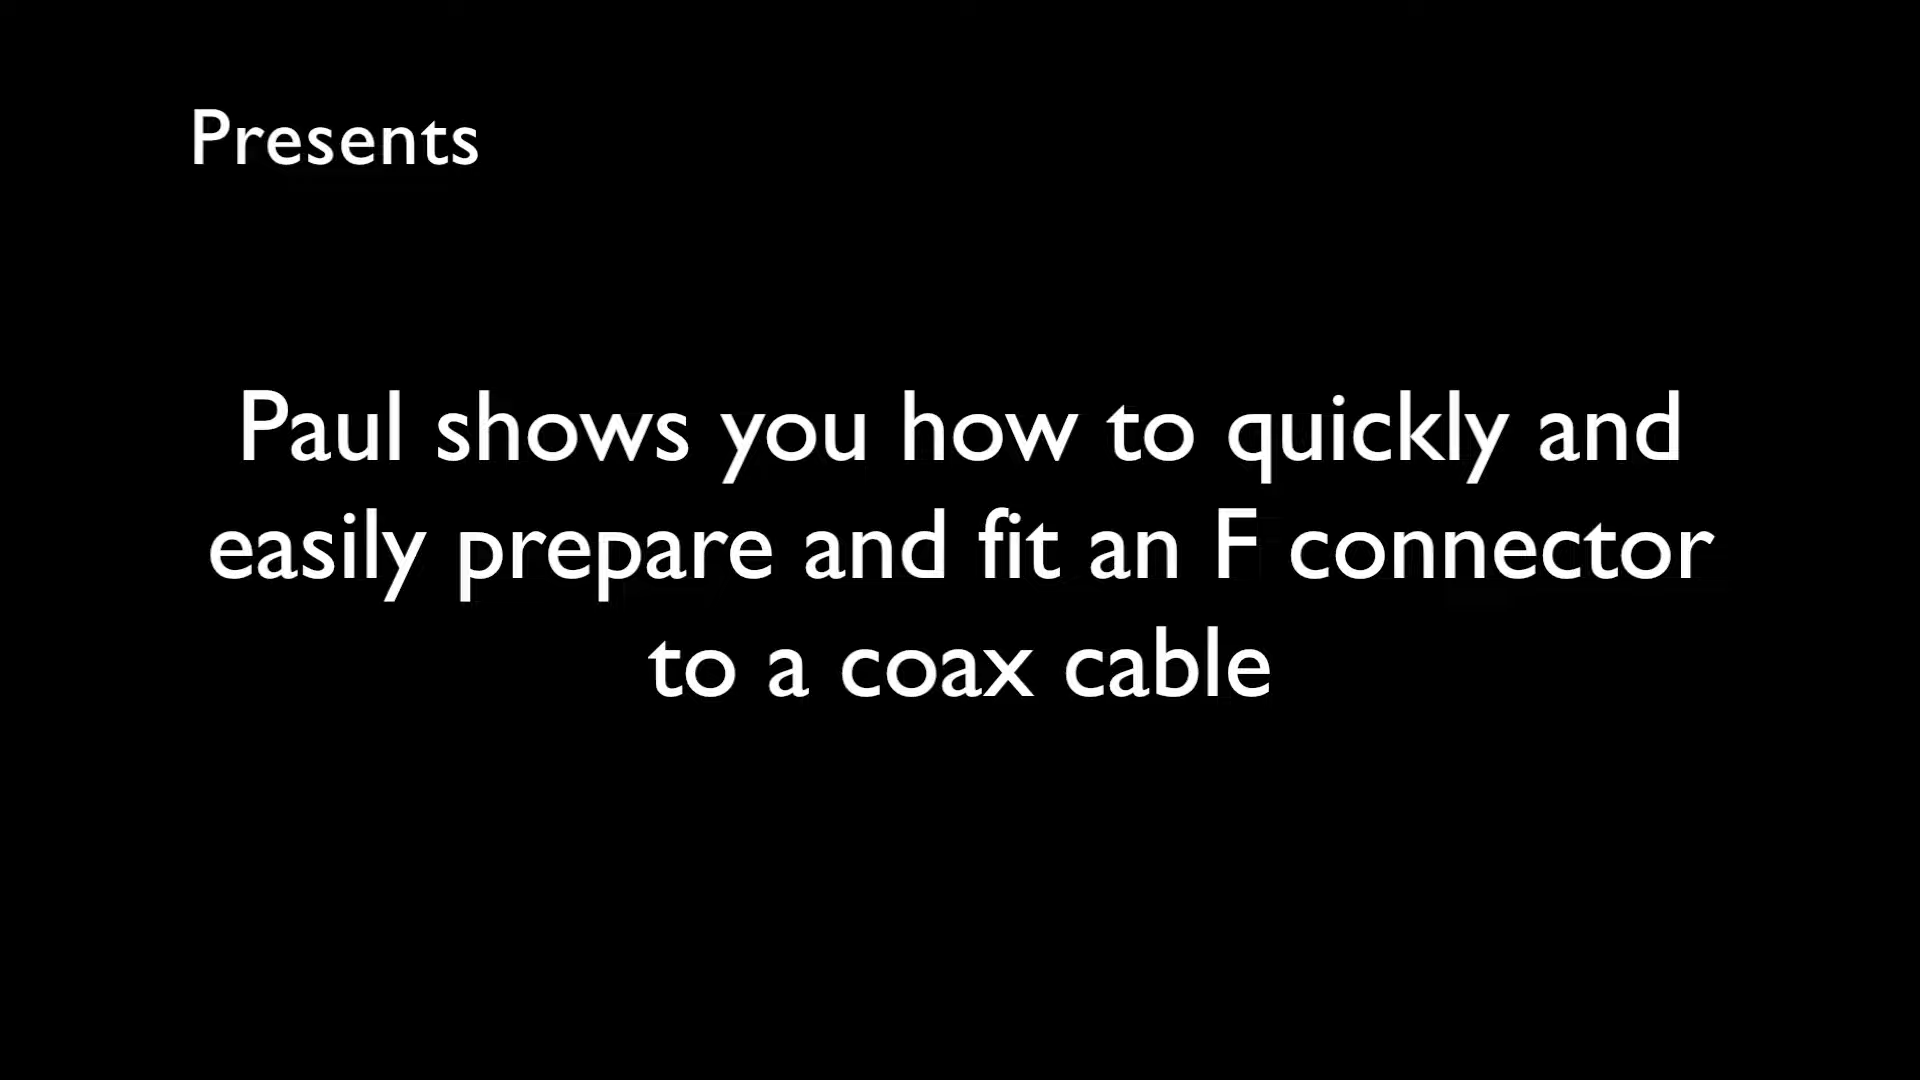 Presents
Paul shows you how to quickly and
easily prepare and fit an F connector
to a coax cable